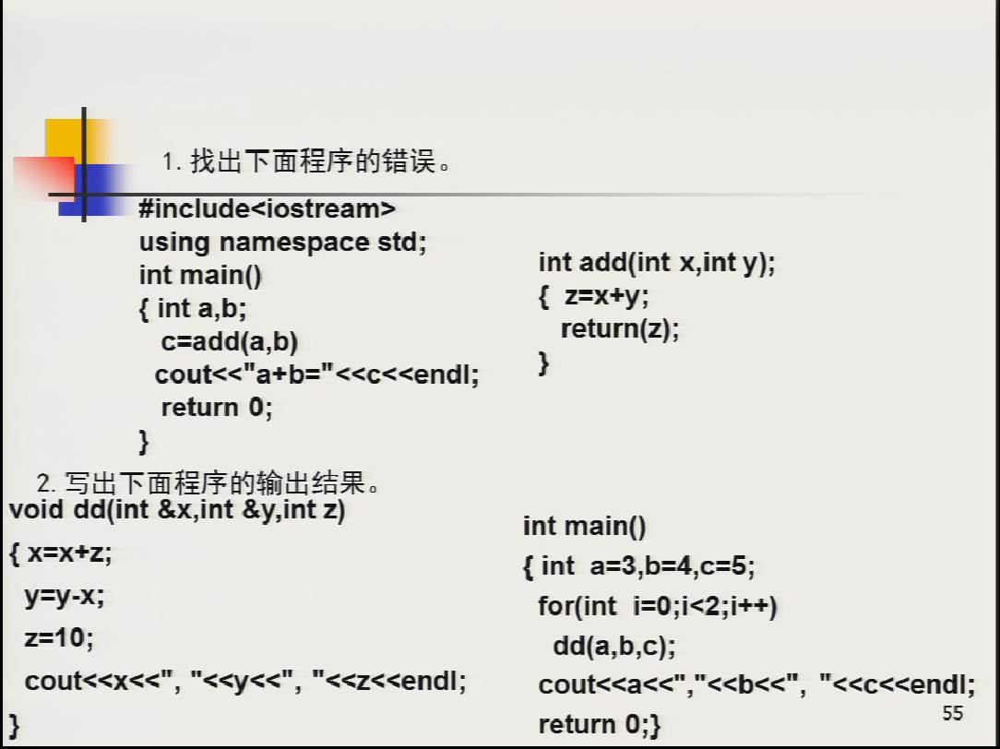 1.找出下面程序的错误。
#include<iostream>
using namespace std;
int main()
{ int a,b;
c=add(a,b)
cout<<"a+b="<<c<<endl;
return 0;
}
int add(int x,int y);
{ z=x+y;
return(z);
}
2.写出下面程序的输出结果。
void dd(int &x,int &y,int z)
{ x=x+z;
y=y-x;
z=10;
cout<<x<<", "<<y<<", "<<z<<endl;
}
int main()
{ int a=3,b=4,c=5;
for(int i=0;i<2;i++)
dd(a,b,c);
cout<<a<<","<<b<<", "<<c<<endl;
return 0;}
55